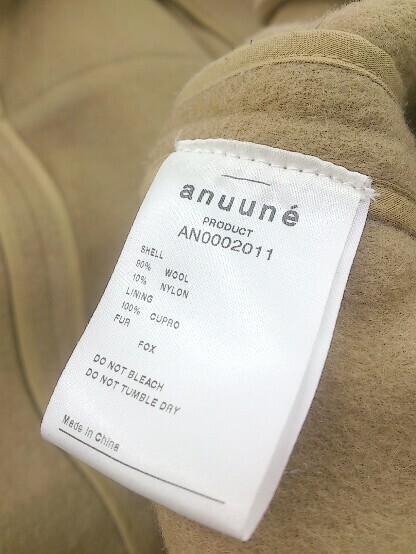 anuuné
PRODUCT
AN0002011
SHELL
90% WOOL
10% NYLON
LINING
100% CUPRO
FUR
FOX
DO NOT BLEACH
DO NOT TUMBLE DRY
Made in China